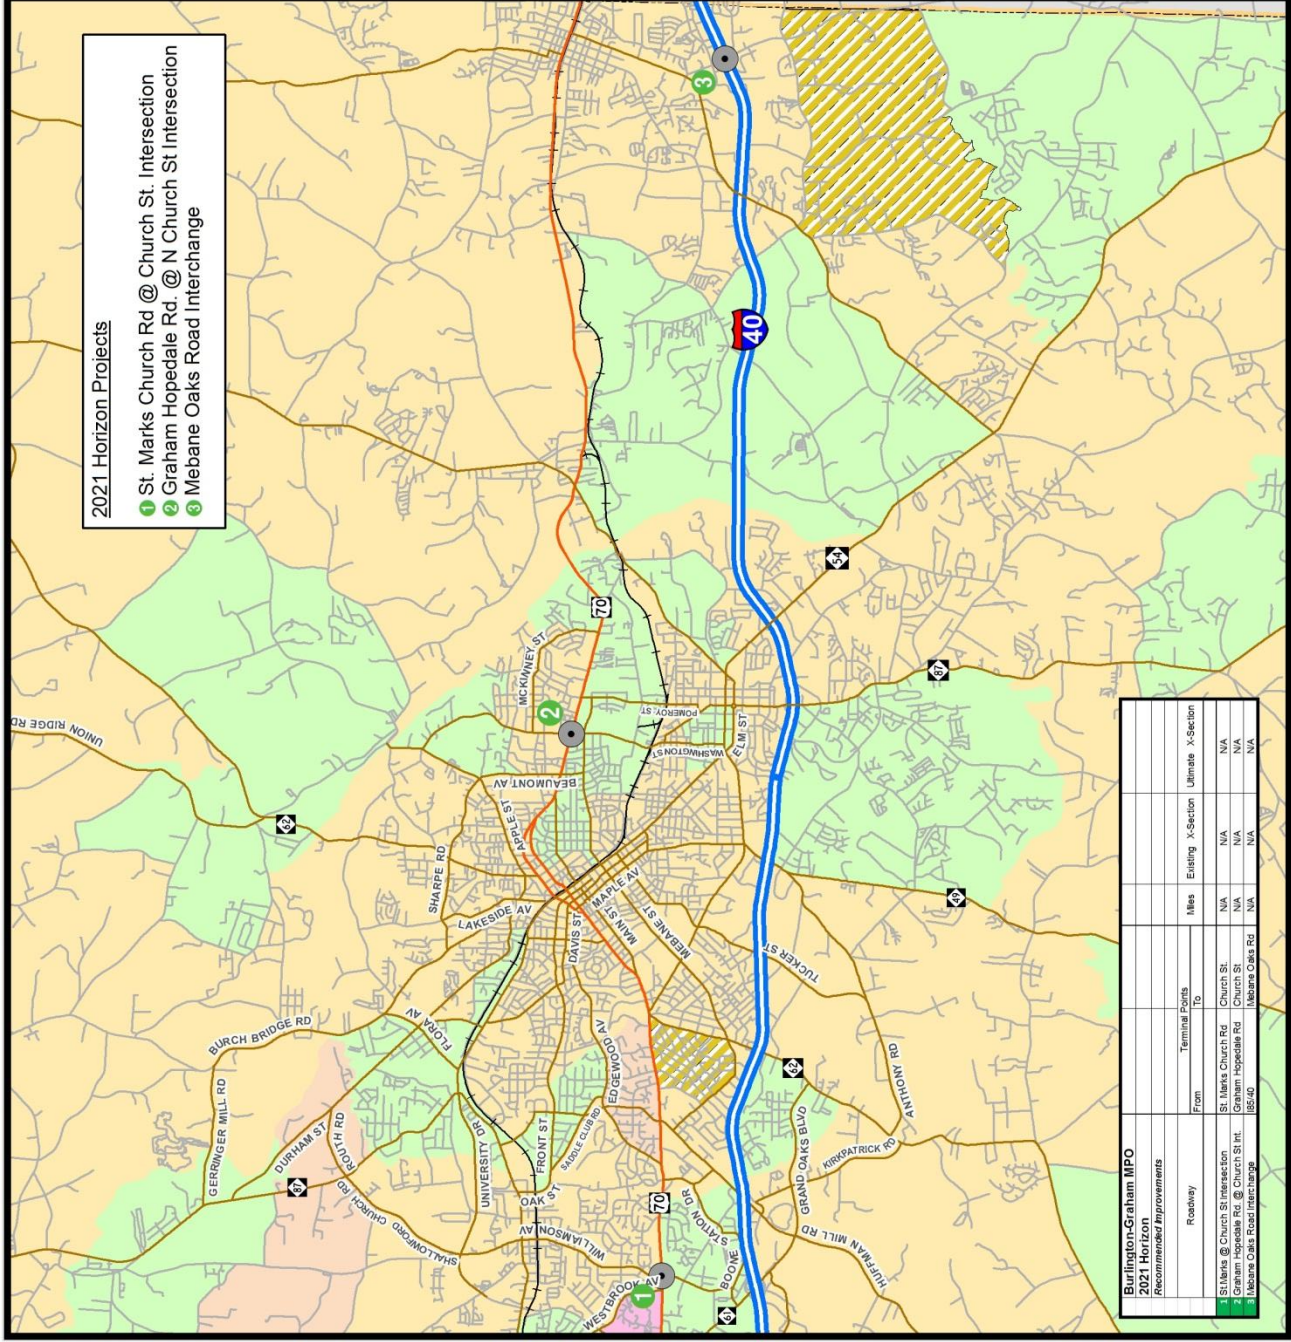 2021 Horizon Projects
1 St. Marks Church Rd @ Church St. Intersection
2 Graham Hopedale Rd. @ N Church St Intersection
3 Mebane Oaks Road Interchange
UNION RIDGE RD
62
BURCH BRIDGE RD
GERRINGER MILL RD
DURHAM ST
ROUTH RD
87
SHALLOWFORD CHURCH RD
SHARPE RD
LAKESIDE AV
FLORA AV
UNIVERSITY DR
APPLE ST
BEAUMONT AV
MCKINNEY ST
2
70
3
FRONT ST
OAK ST
SADDLE CLUB RD
EDGEWOOD AV
DAVIS ST
MAPLE AV
MAIN ST
MEBANE ST
WILLIAMSON AV
WESTBROOK AV
1
70
STATION DR
BOONE
61
WASHINGTON ST
POMEROY ST
ELM ST
40
TUCKER ST
62
GRAND OAKS BLVD
KIRKPATRICK RD
ANTHONY RD
HUFFMAN MILL RD
54
87
49
Burlington-Graham MPO
2021 Horizon
Recommended Improvements
Roadway Terminal Points Miles Existing X-Section Ultimate X-Section
From To
1 St.Marks @ Church St Intersection St. Marks Church Rd Church St. N/A N/A N/A
2 Graham Hopedale Rd. @ Church St Int. Graham Hopedale Rd Church St N/A N/A N/A
3 Mebane Oaks Road Interchange I85/40 Mebane Oaks Rd N/A N/A N/A